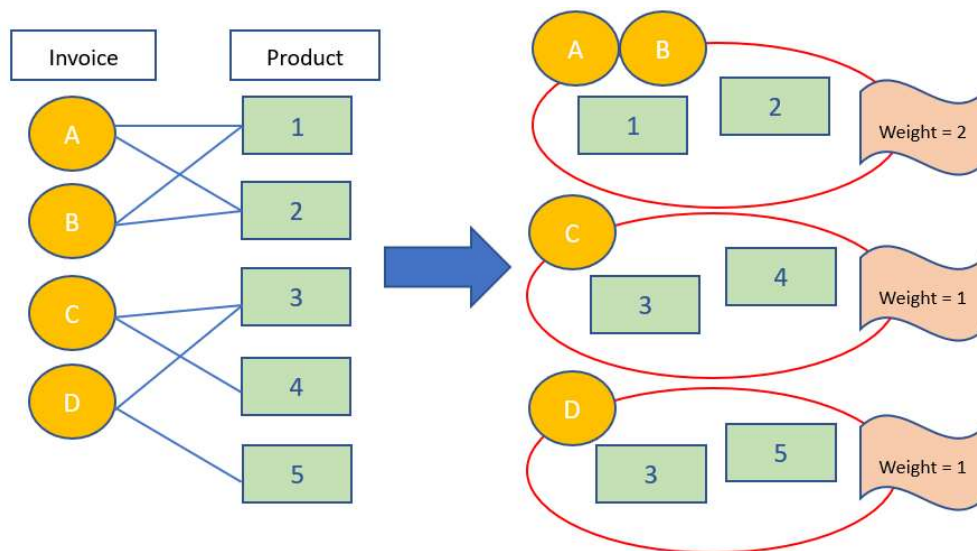 Invoice
Product
A
B
C
D
1
2
3
4
5
A
B
1
2
Weight = 2
C
3
4
Weight = 1
D
3
5
Weight = 1